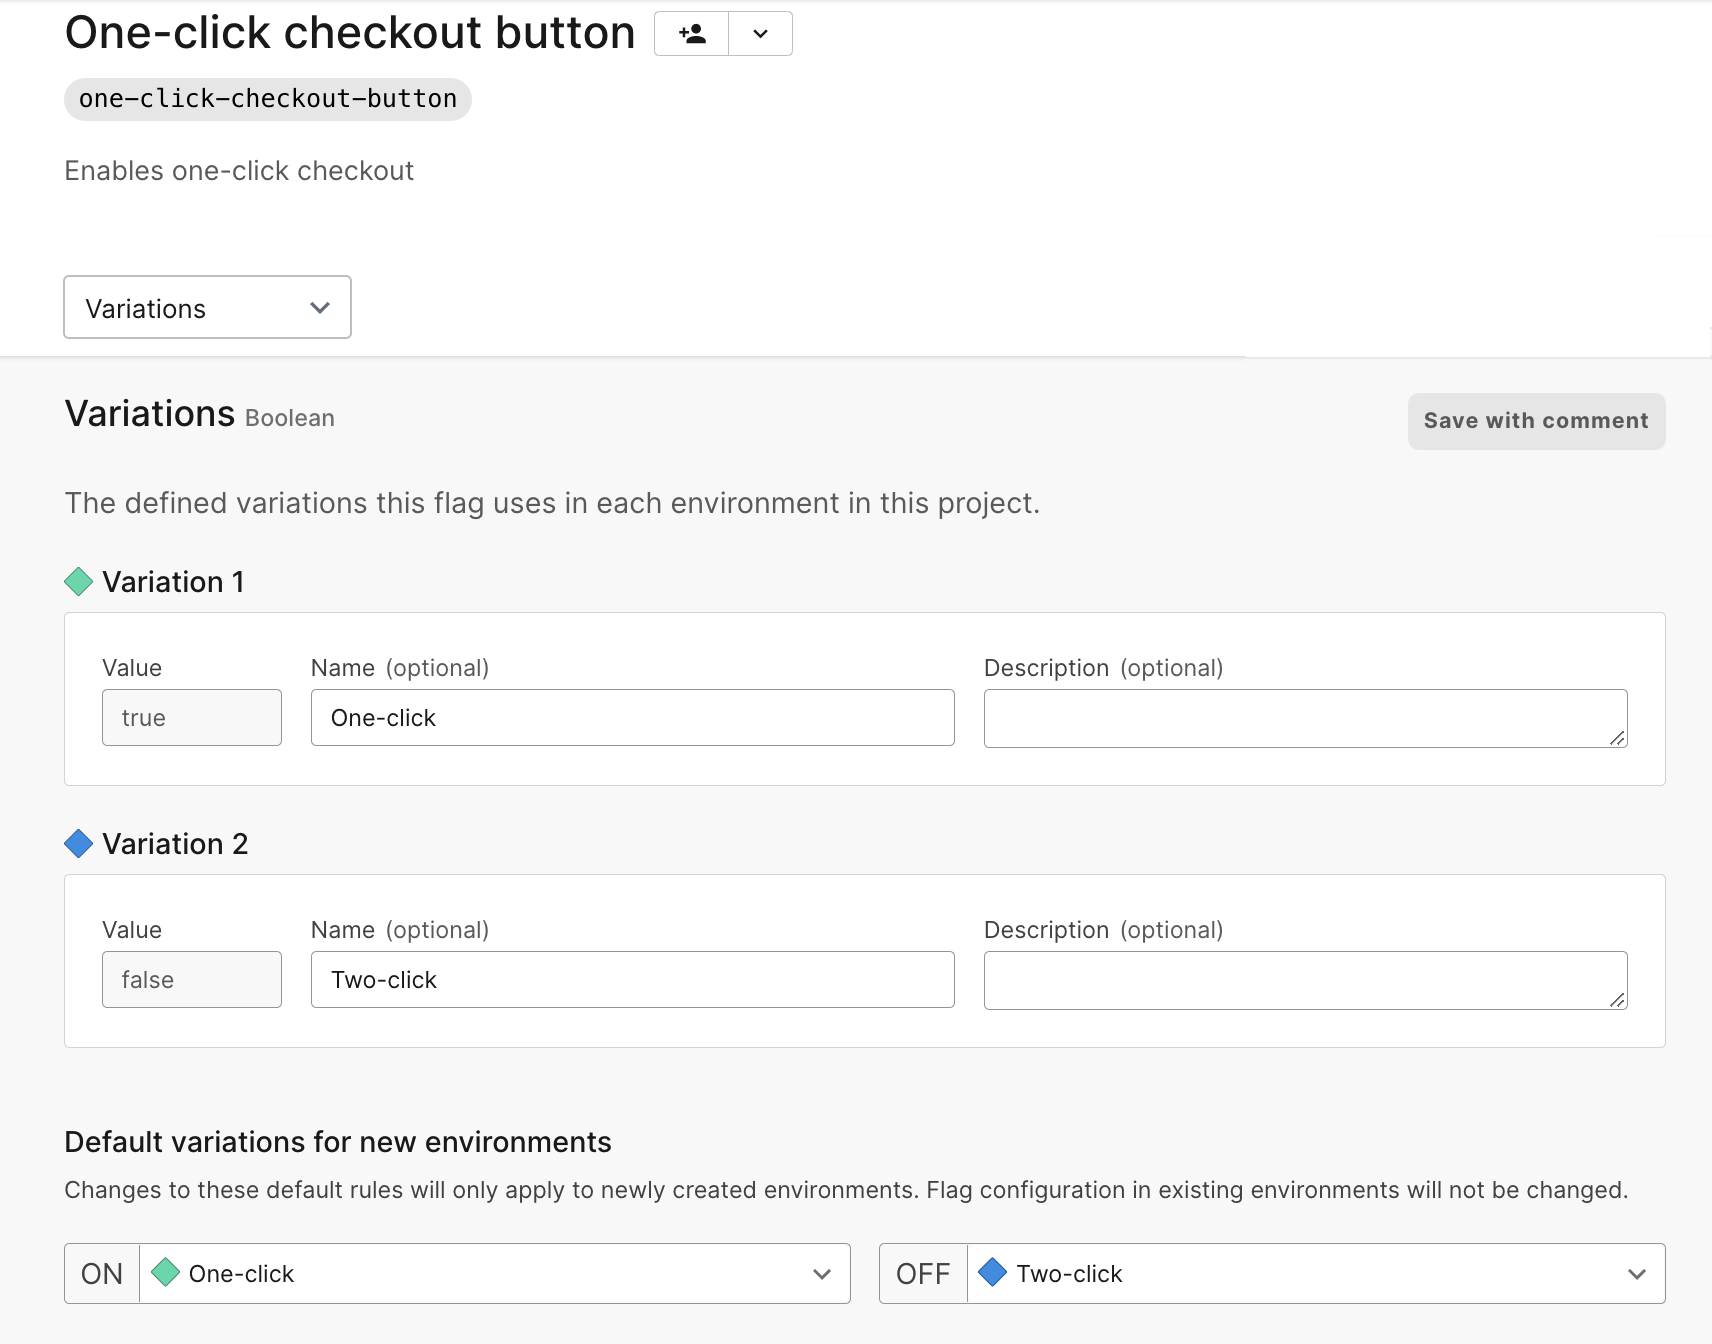 One-click checkout button
one-click-checkout-button
Enables one-click checkout
Variations
Variations Boolean
Save with comment
The defined variations this flag uses in each environment in this project.
Variation 1
Value Name (optional) Description (optional)
true One-click
Variation 2
Value Name (optional) Description (optional)
false Two-click
Default variations for new environments
Changes to these default rules will only apply to newly created environments. Flag configuration in existing environments will not be changed.
ON One-click OFF Two-click